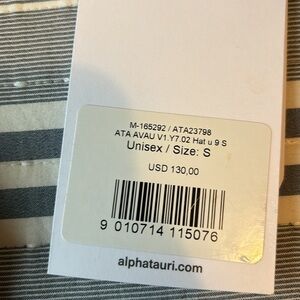 M-165292 / ATA23798
ATA AVAU V1.Y7.02 Hat u 9 S
Unisex / Size: S
USD 130,00
9 010714 115076
alphatauri.com